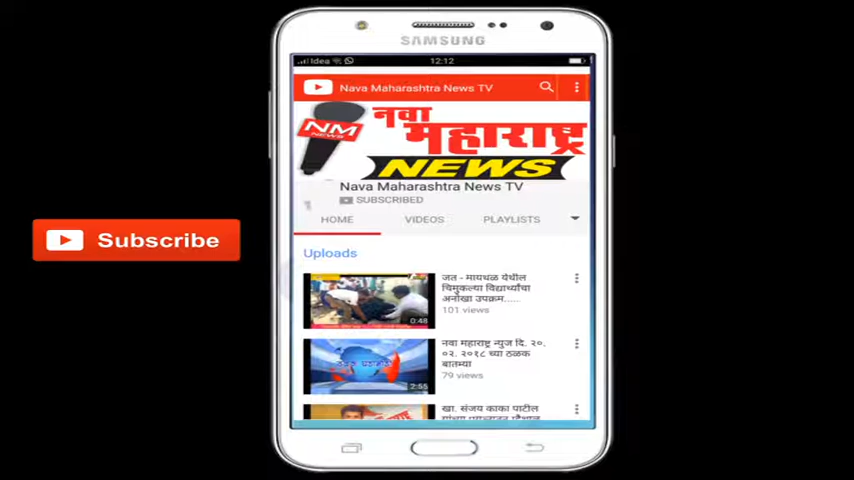 SAMSUNG
Idea
12:12
Nava Maharashtra News TV
नवा
महाराष्ट्र
NM
NEWS
NEWS
Nava Maharashtra News TV
SUBSCRIBED
HOME VIDEOS PLAYLISTS
Subscribe
Uploads
जत - मायथळ येथील
चिमुकल्या विद्यार्थ्यांचा
अनोखा उपक्रम......
101 views
0:48
नवा महाराष्ट्र न्युज दि. २०.
०२. २०१८ च्या ठळक
बातम्या
79 views
2:55
खा. संजय काका पाटील